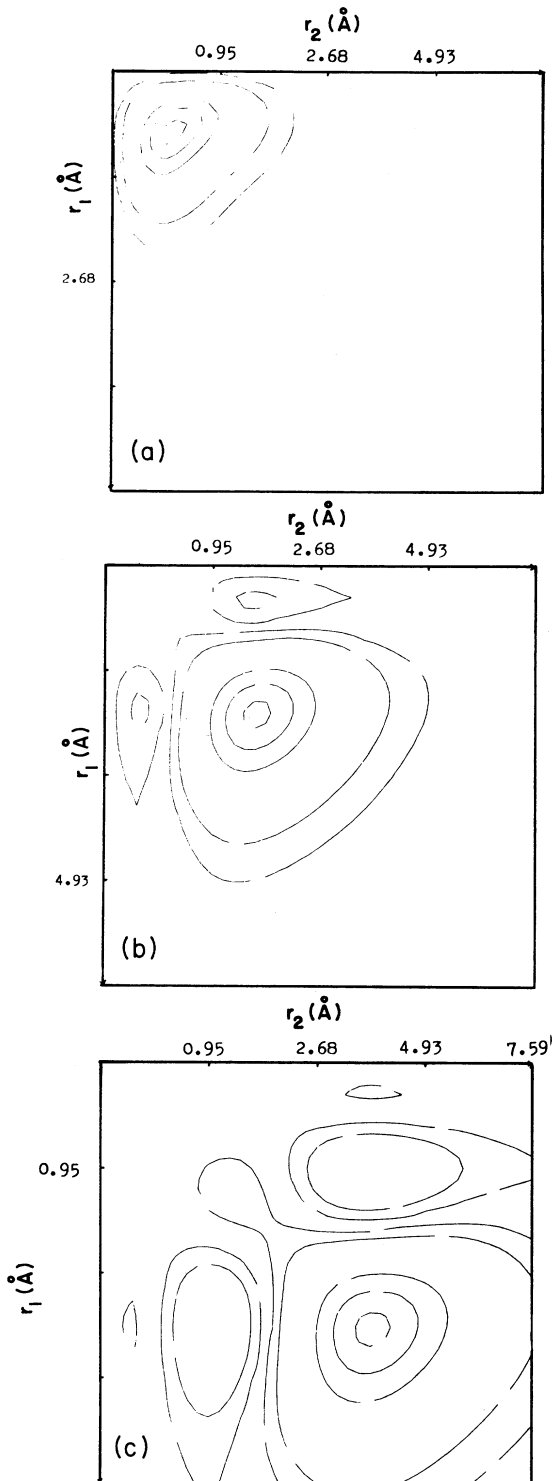 r2 (Å)
0.95 2.68 4.93
r1 (Å)
2.68
(a)
r2 (Å)
0.95 2.68 4.93
r1 (Å)
4.93
(b)
r2 (Å)
0.95 2.68 4.93 7.59
0.95
r1 (Å)
(c)